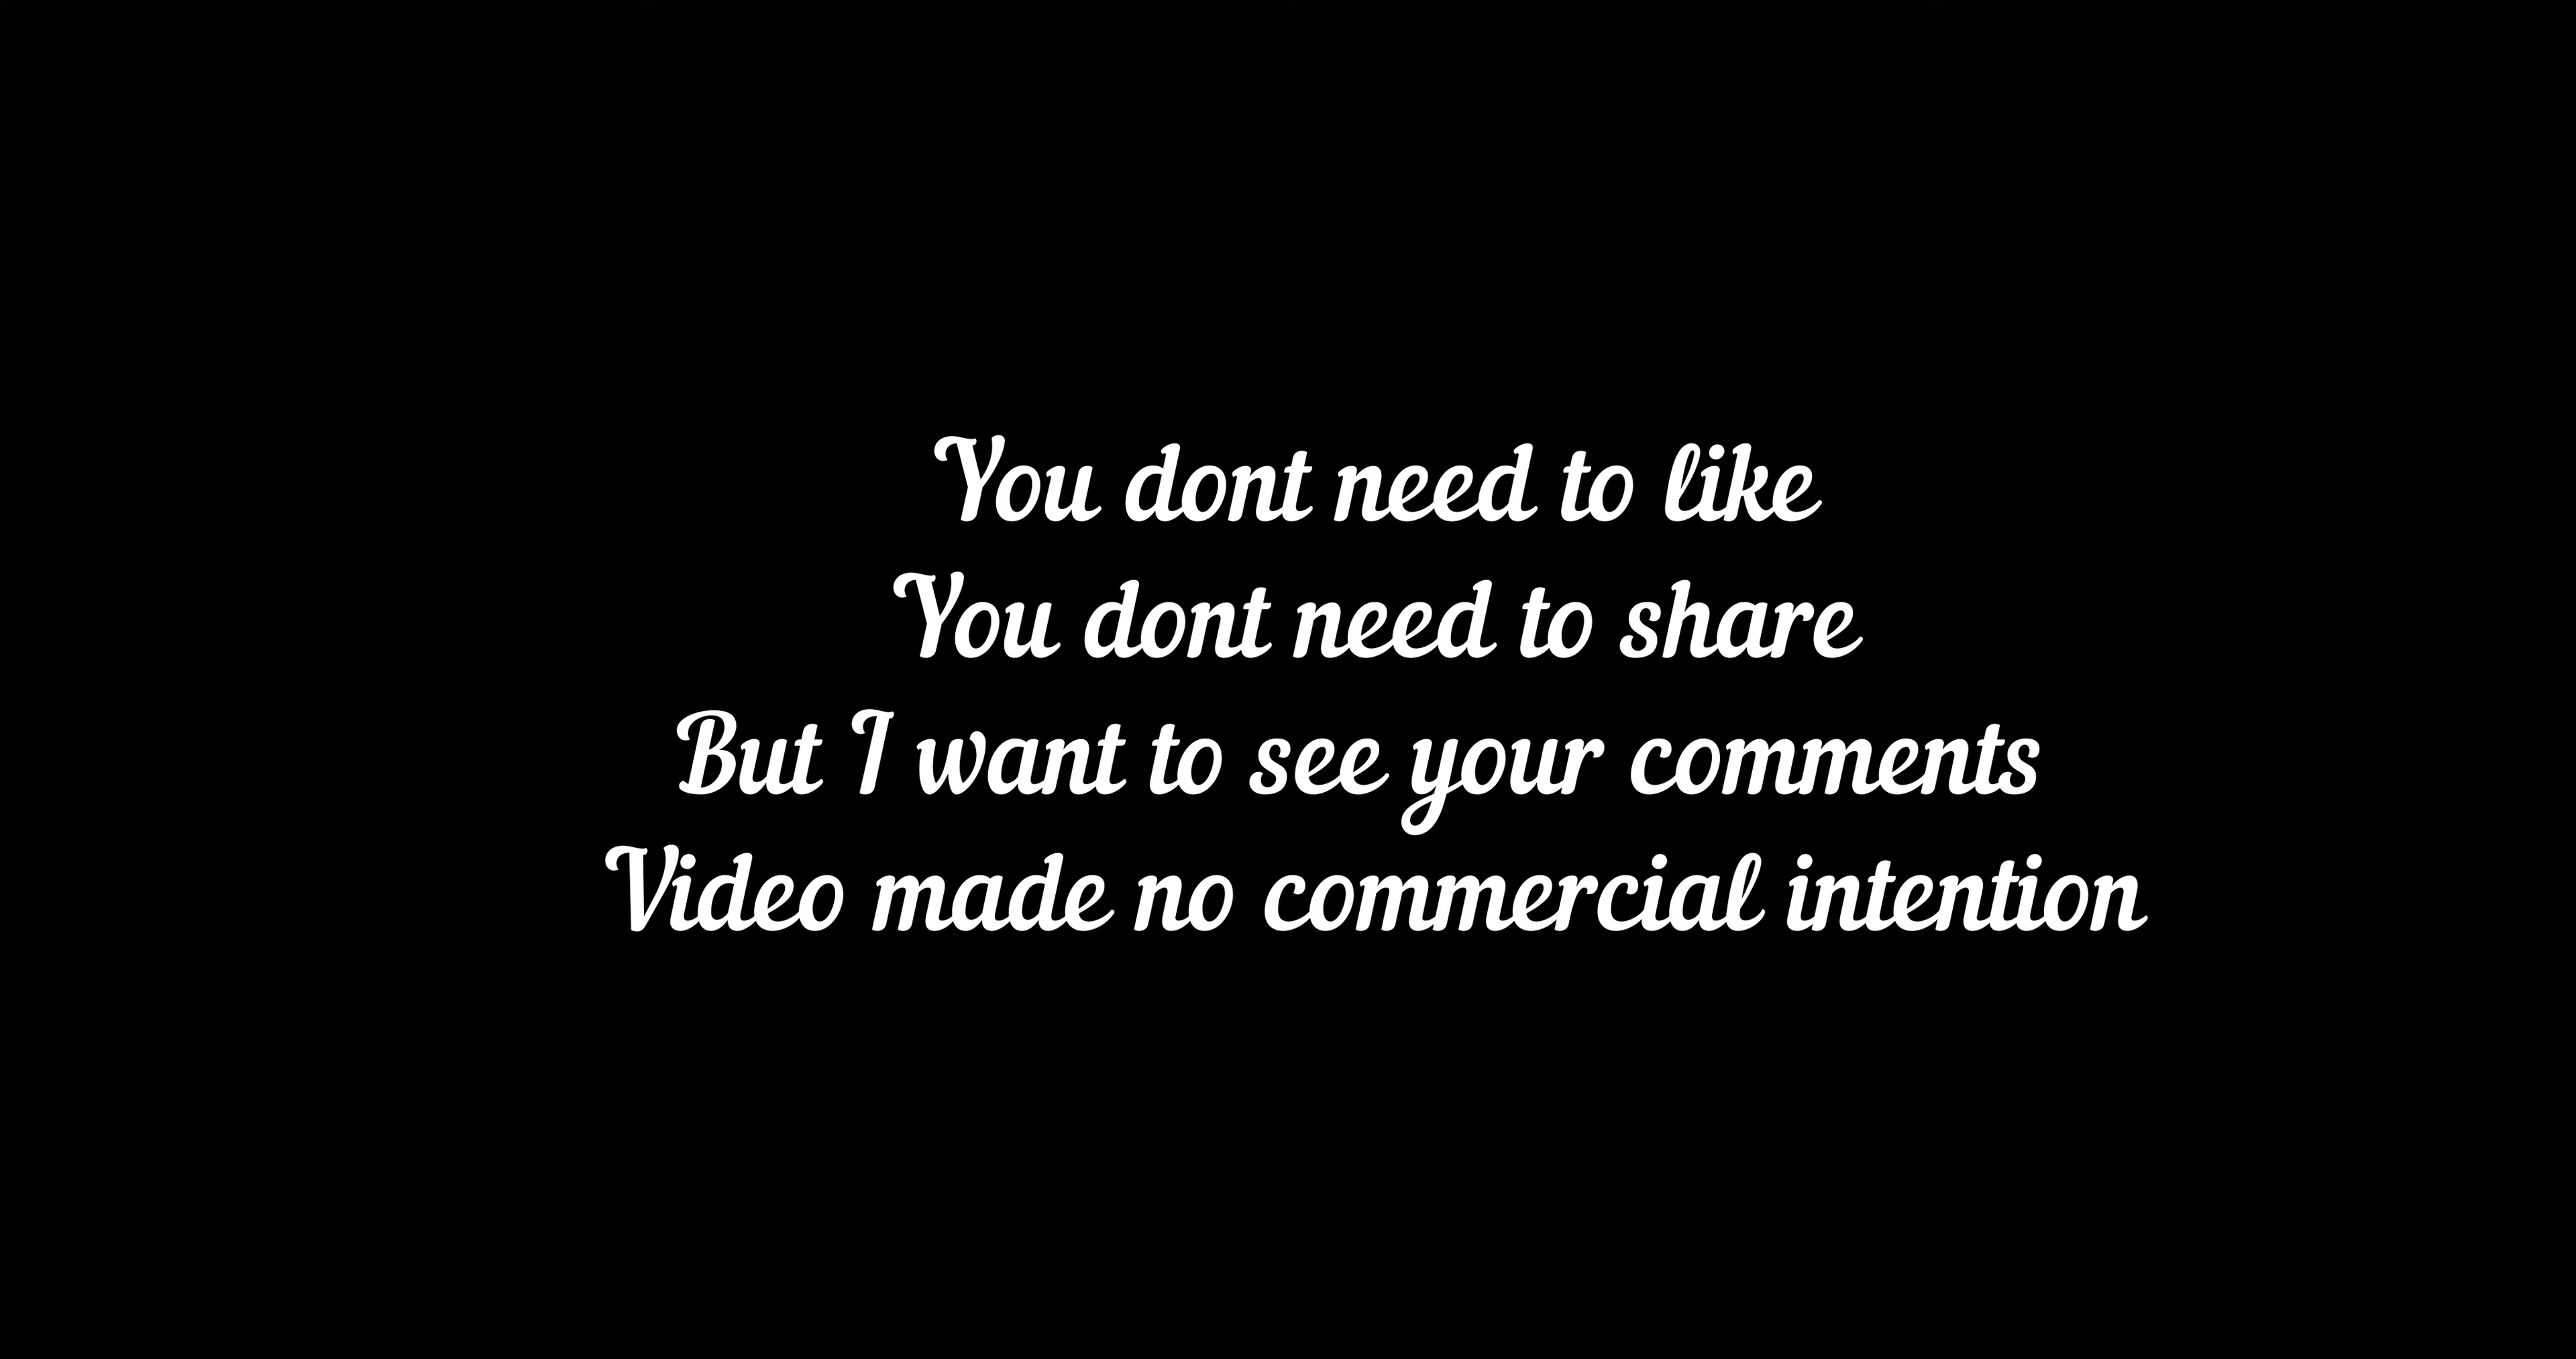 You dont need to like
You dont need to share
But I want to see your comments
Video made no commercial intention